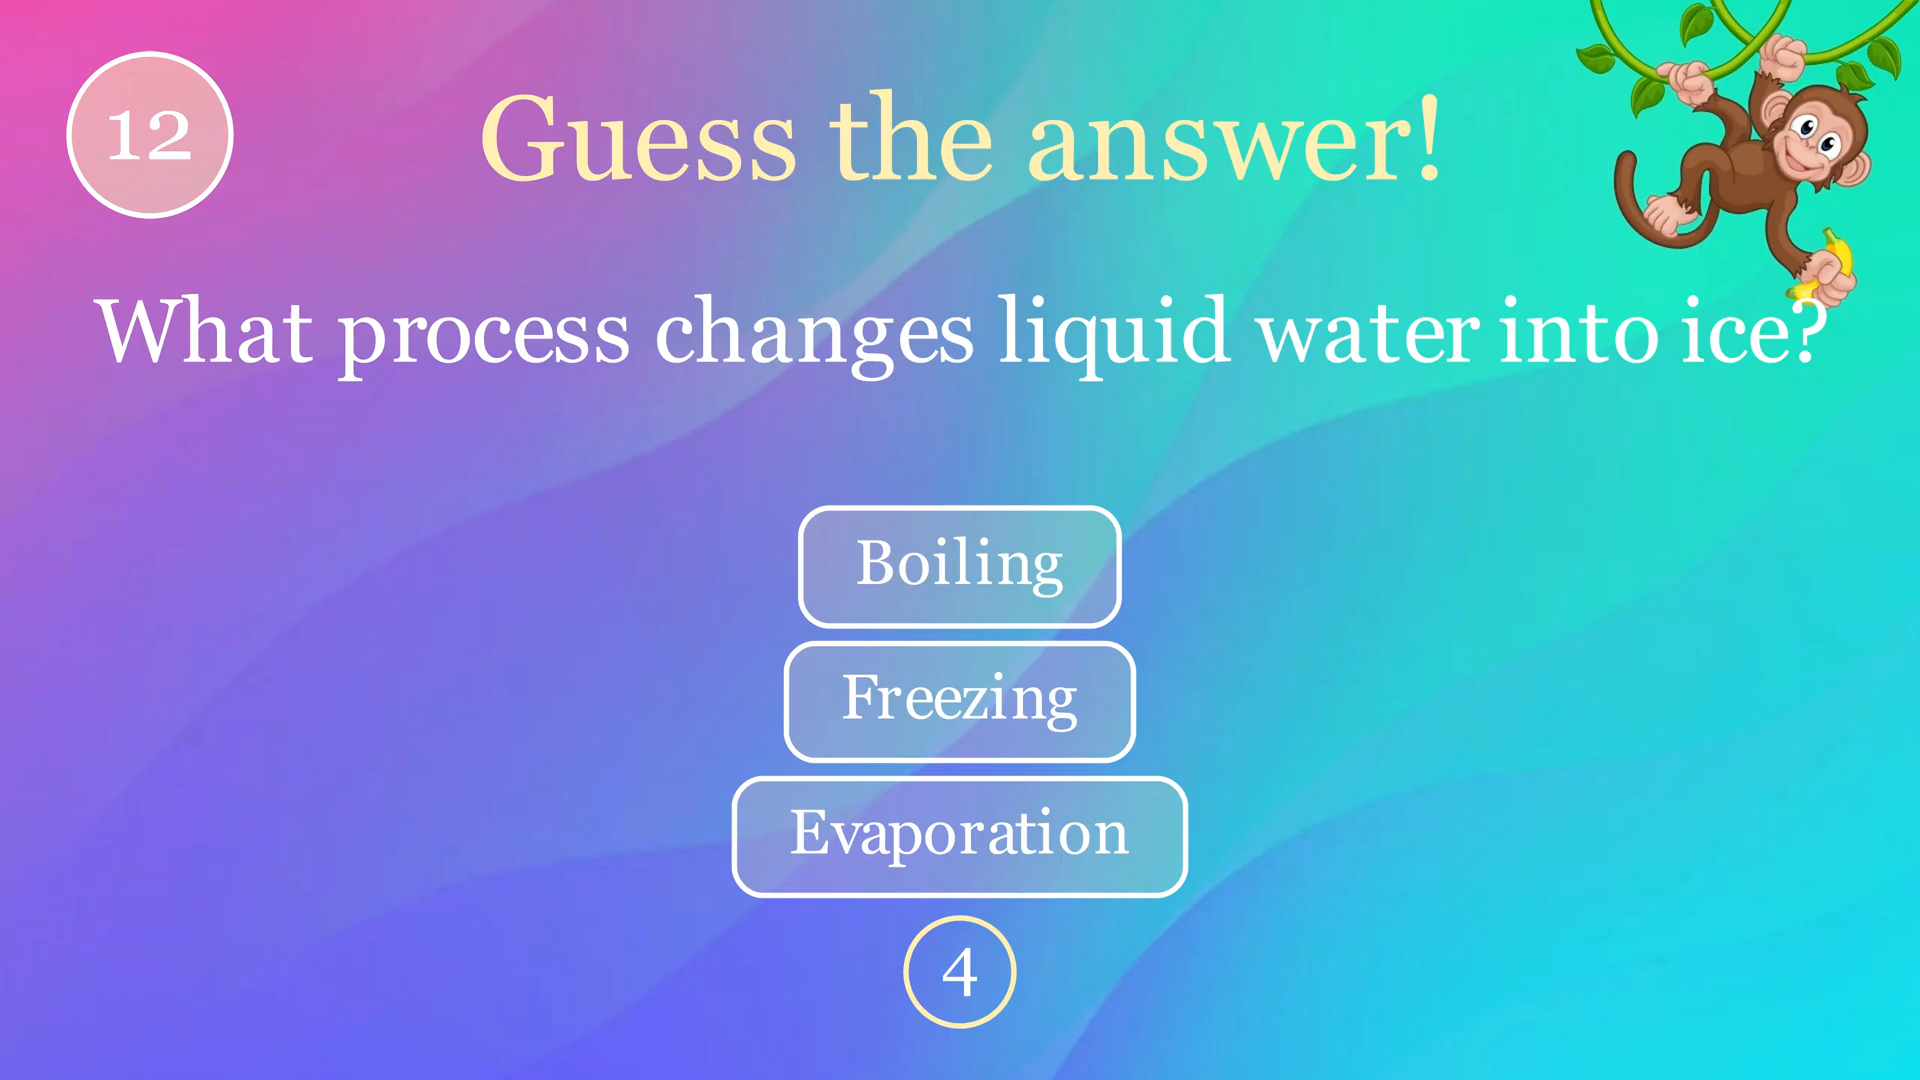 12
Guess the answer!
What process changes liquid water into ice?
Boiling
Freezing
Evaporation
4